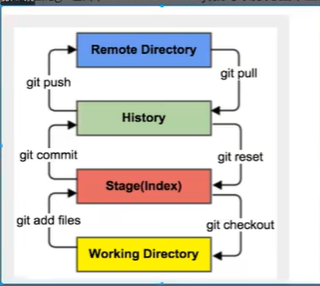 Remote Directory
git push
git pull
History
git commit
git reset
Stage(Index)
git add files
git checkout
Working Directory